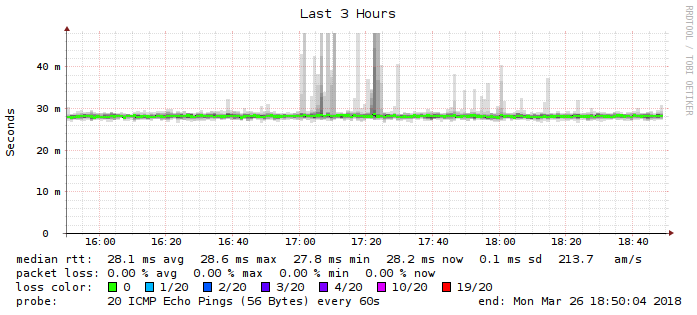 Last 3 Hours
RRDTOOL / TOBI OETIKER
Seconds
40 m
30 m
20 m
10 m
0
16:00 16:20 16:40 17:00 17:20 17:40 18:00 18:20 18:40
median rtt: 28.1 ms avg 28.6 ms max 27.8 ms min 28.2 ms now 0.1 ms sd 213.7 am/s
packet loss: 0.00 % avg 0.00 % max 0.00 % min 0.00 % now
loss color: 0 1/20 2/20 3/20 4/20 10/20 19/20
probe: 20 ICMP Echo Pings (56 Bytes) every 60s end: Mon Mar 26 18:50:04 2018